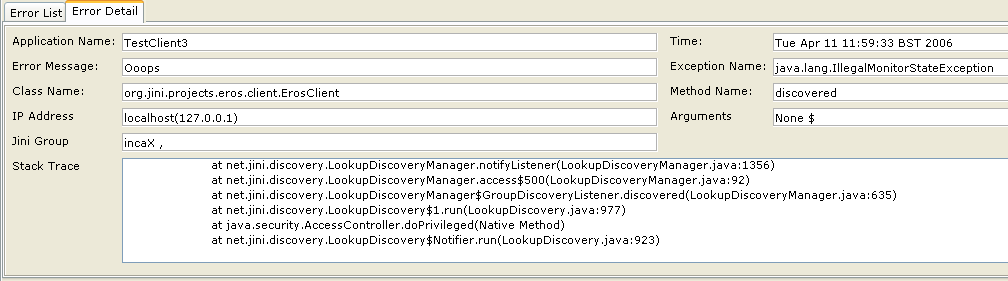 Error List Error Detail
Application Name: TestClient3 Time: Tue Apr 11 11:59:33 BST 2006
Error Message: Ooops Exception Name: java.lang.IllegalMonitorStateException
Class Name: org.jini.projects.eros.client.ErosClient Method Name: discovered
IP Address localhost(127.0.0.1) Arguments None $
Jini Group incaX ,
Stack Trace at net.jini.discovery.LookupDiscoveryManager.notifyListener(LookupDiscoveryManager.java:1356)
at net.jini.discovery.LookupDiscoveryManager.access$500(LookupDiscoveryManager.java:92)
at net.jini.discovery.LookupDiscoveryManager$GroupDiscoveryListener.discovered(LookupDiscoveryManager.java:635)
at net.jini.discovery.LookupDiscovery$1.run(LookupDiscovery.java:977)
at java.security.AccessController.doPrivileged(Native Method)
at net.jini.discovery.LookupDiscovery$Notifier.run(LookupDiscovery.java:923)